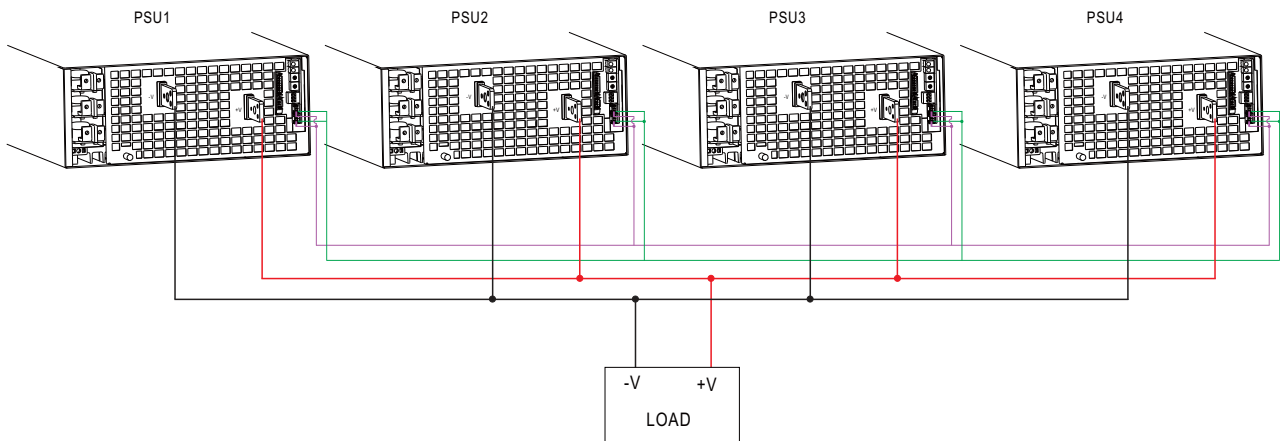 PSU1 PSU2 PSU3 PSU4
-V +V -V +V -V +V -V +V
-V +V
LOAD